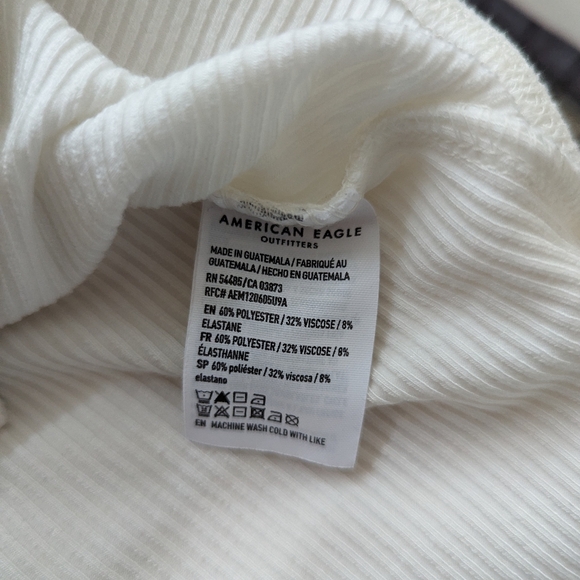 AMERICAN EAGLE
OUTFITTERS
MADE IN GUATEMALA / FABRIQUÉ AU
GUATEMALA / HECHO EN GUATEMALA
RN 54485/CA 03873
RFC# AEM120605U9A
EN 60% POLYESTER / 32% VISCOSE / 8%
ELASTANE
FR 60% POLYESTER / 32% VISCOSE / 8%
ÉLASTHANNE
SP 60% poliéster / 32% viscosa / 8%
elastano
EN MACHINE WASH COLD WITH LIKE